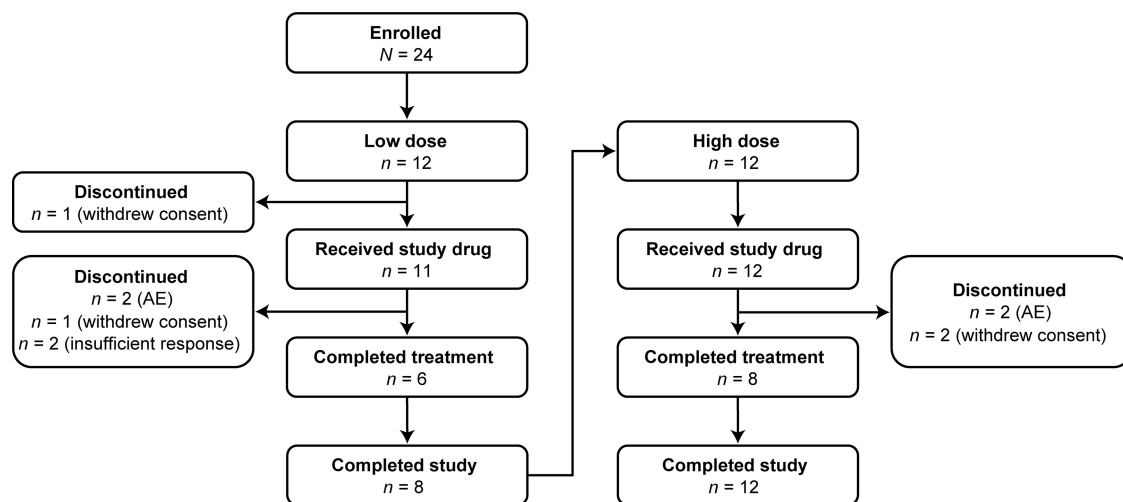 Enrolled
N = 24
Low dose
n = 12
Discontinued
n = 1 (withdrew consent)
Received study drug
n = 11
Discontinued
n = 2 (AE)
n = 1 (withdrew consent)
n = 2 (insufficient response)
Completed treatment
n = 6
Completed study
n = 8
High dose
n = 12
Received study drug
n = 12
Discontinued
n = 2 (AE)
n = 2 (withdrew consent)
Completed treatment
n = 8
Completed study
n = 12